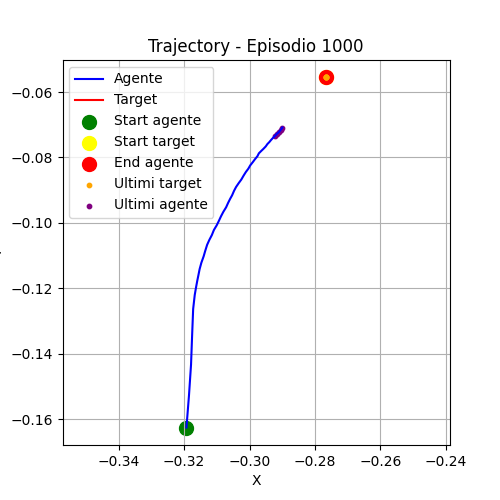 Trajectory - Episodio 1000
Agente
Target
Start agente
Start target
End agente
Ultimi target
Ultimi agente
−0.06
−0.08
−0.10
−0.12
−0.14
−0.16
−0.34
−0.32
−0.30
−0.28
−0.26
−0.24
X